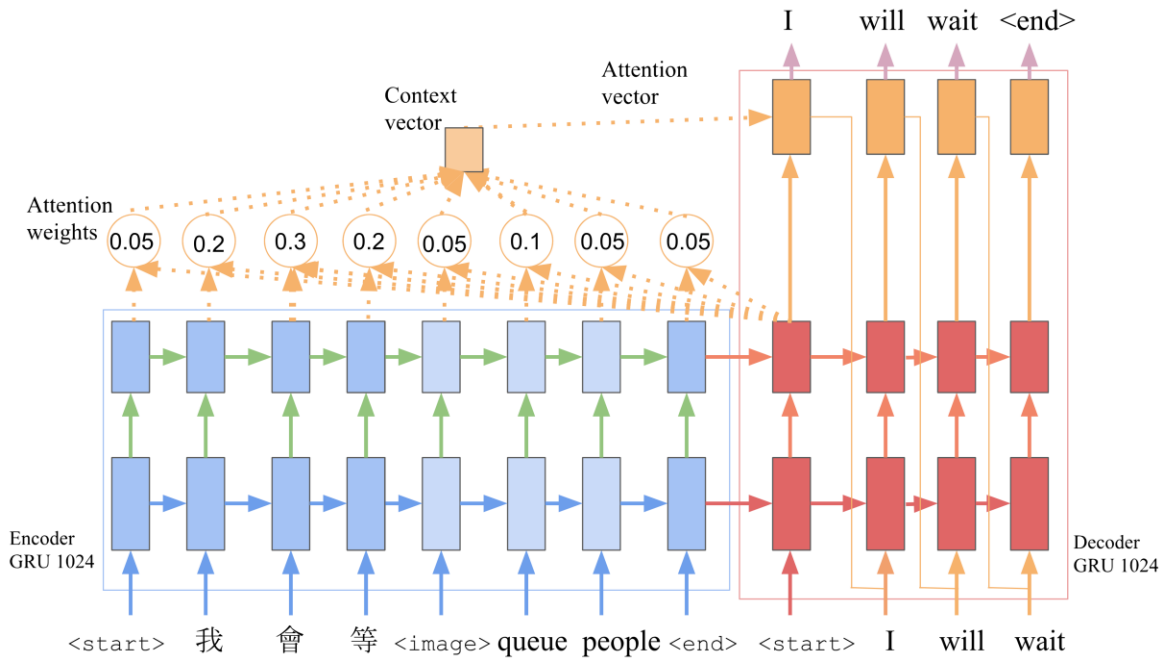 I will wait <end>
Attention
vector
Context
vector
Attention
weights
0.05 0.2 0.3 0.2 0.05 0.1 0.05 0.05
Encoder
GRU 1024
Decoder
GRU 1024
<start> 我 會 等 <image> queue people <end> <start> I will wait